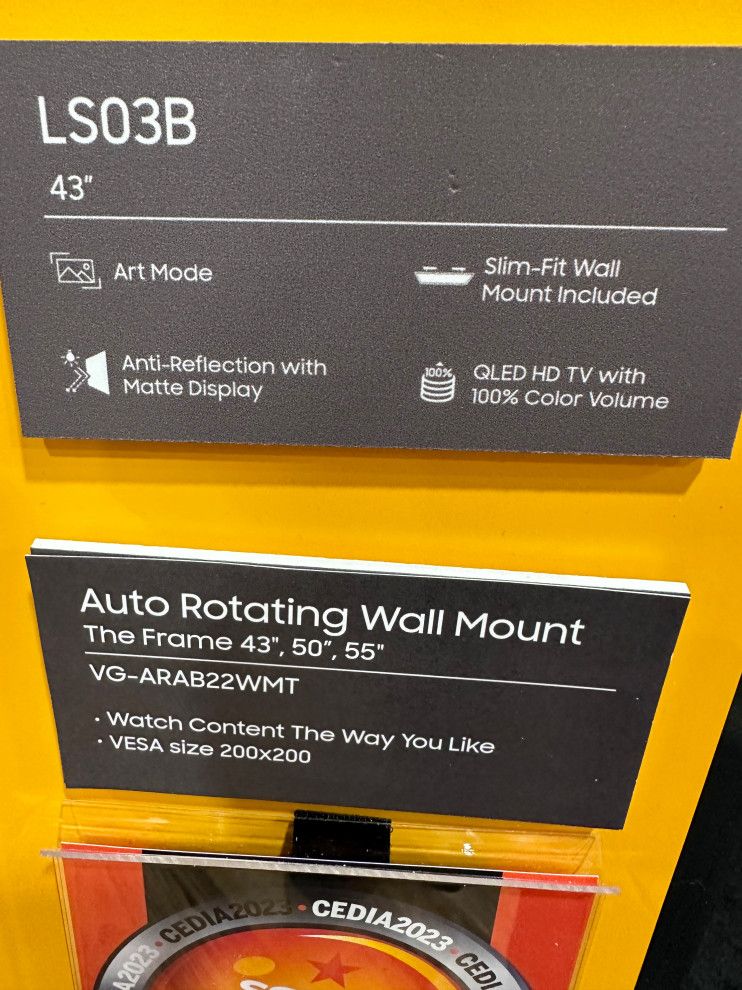 LS03B
43"
Art Mode
Slim-Fit Wall
Mount Included
Anti-Reflection with
Matte Display
100%
QLED HD TV with
100% Color Volume
Auto Rotating Wall Mount
The Frame 43", 50", 55"
VG-ARAB22WMT
• Watch Content The Way You Like
• VESA size 200x200
A2023 • CEDIA2023 • CEDIA2023 • CEDI